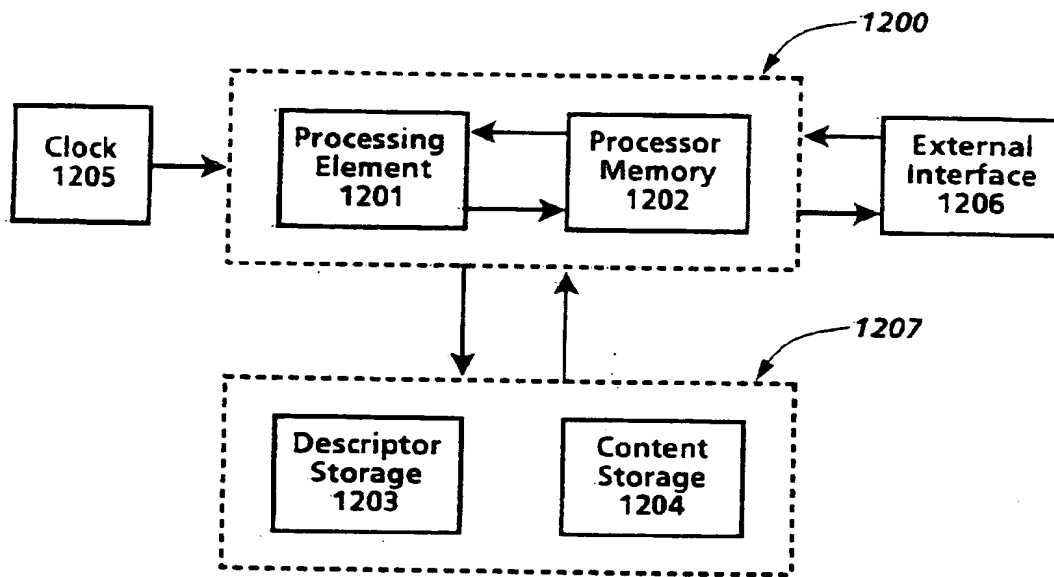 1200
Clock
1205
Processing
Element
1201
Processor
Memory
1202
External
Interface
1206
1207
Descriptor
Storage
1203
Content
Storage
1204